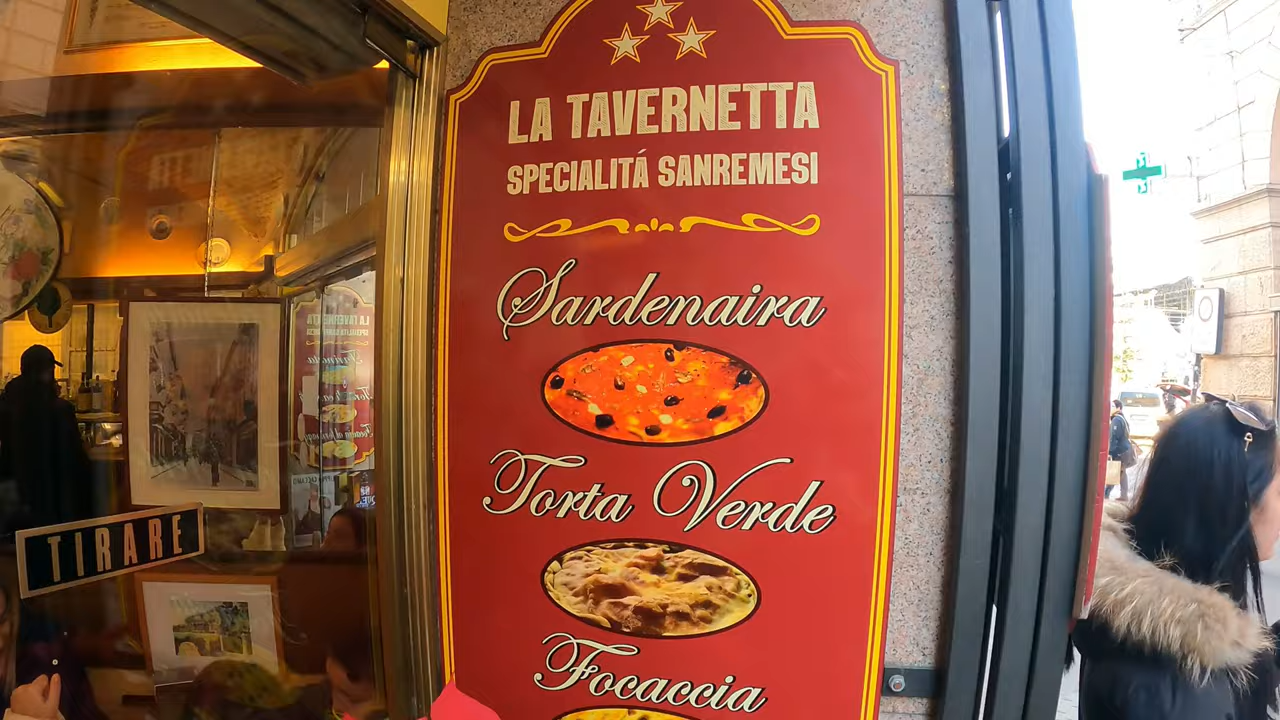 LA TAVERNETTA
SPECIALITÁ SANREMESI
Sardenaira
Torta Verde
Focaccia
TIRARE